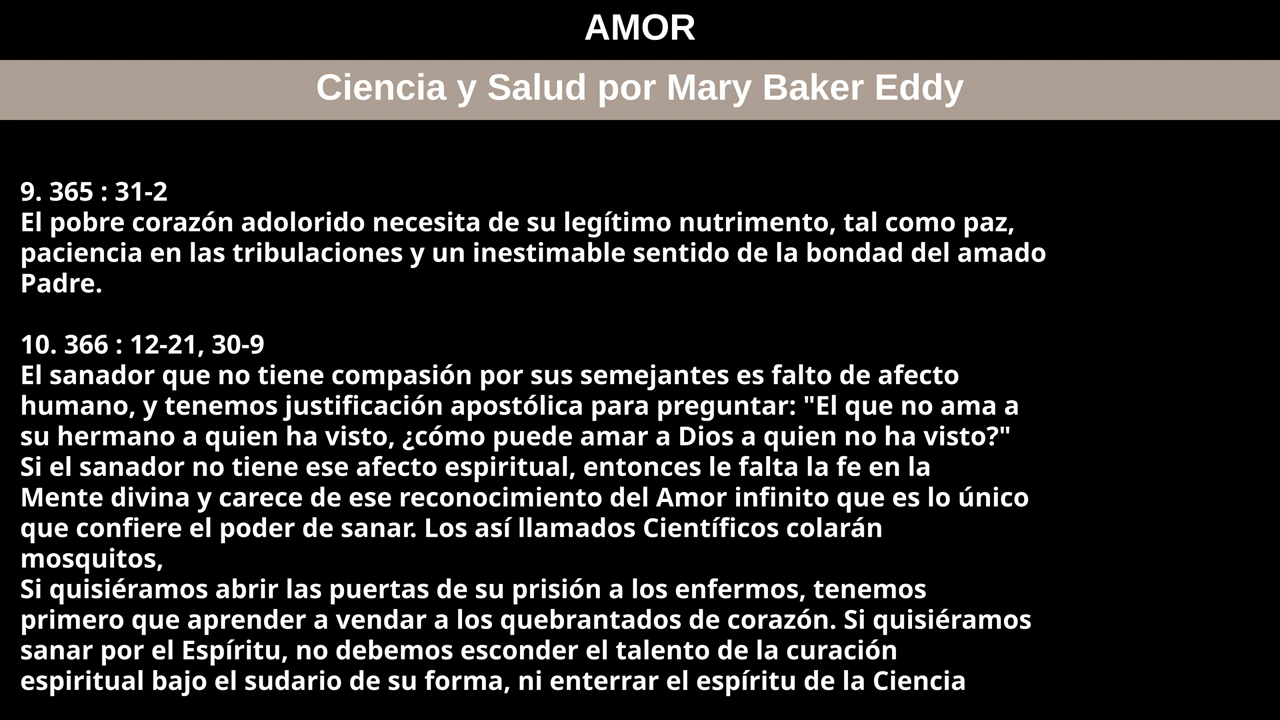 AMOR
Ciencia y Salud por Mary Baker Eddy
9. 365 : 31-2
El pobre corazón adolorido necesita de su legítimo nutrimento, tal como paz,
paciencia en las tribulaciones y un inestimable sentido de la bondad del amado
Padre.
10. 366 : 12-21, 30-9
El sanador que no tiene compasión por sus semejantes es falto de afecto
humano, y tenemos justificación apostólica para preguntar: "El que no ama a
su hermano a quien ha visto, ¿cómo puede amar a Dios a quien no ha visto?"
Si el sanador no tiene ese afecto espiritual, entonces le falta la fe en la
Mente divina y carece de ese reconocimiento del Amor infinito que es lo único
que confiere el poder de sanar. Los así llamados Científicos colarán
mosquitos,
Si quisiéramos abrir las puertas de su prisión a los enfermos, tenemos
primero que aprender a vendar a los quebrantados de corazón. Si quisiéramos
sanar por el Espíritu, no debemos esconder el talento de la curación
espiritual bajo el sudario de su forma, ni enterrar el espíritu de la Ciencia